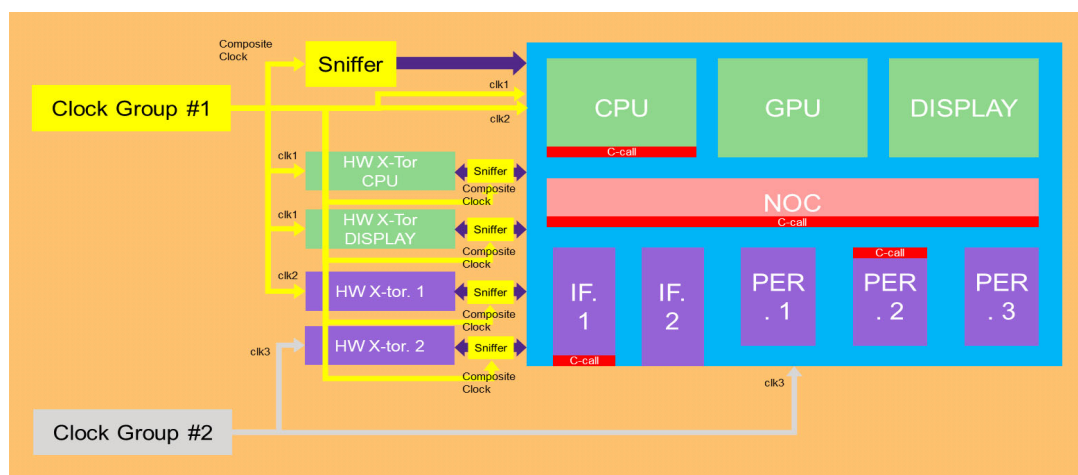 Composite
Clock
Sniffer
clk1
clk2
Clock Group #1
CPU
GPU
DISPLAY
C-call
clk1
HW X-Tor
CPU
Sniffer
Composite
Clock
NOC
C-call
clk1
HW X-Tor
DISPLAY
Sniffer
Composite
Clock
clk2
HW X-tor. 1
Sniffer
Composite
Clock
IF.
1
C-call
IF.
2
PER
. 1
C-call
PER
. 2
PER
. 3
clk3
HW X-tor. 2
Sniffer
Composite
Clock
clk3
Clock Group #2